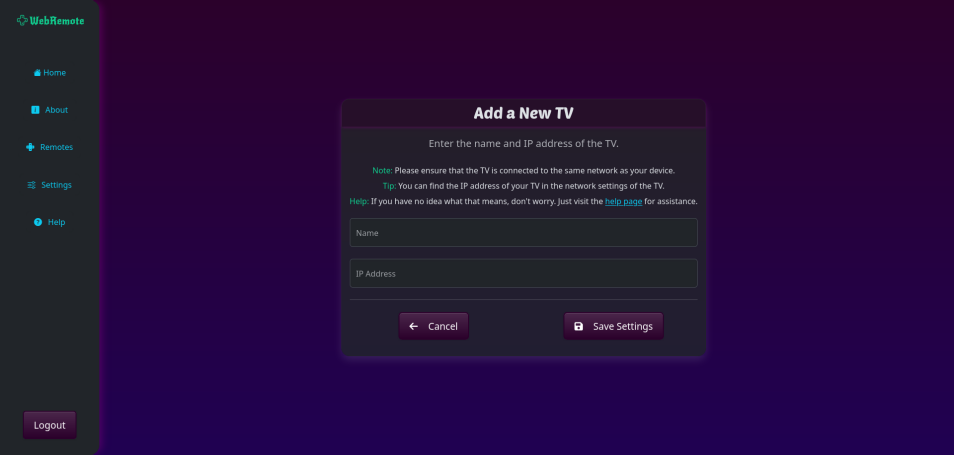 WebRemote
Home
About
Remotes
Settings
Help
Logout
Add a New TV
Enter the name and IP address of the TV.
Note: Please ensure that the TV is connected to the same network as your device.
Tip: You can find the IP address of your TV in the network settings of the TV.
Help: If you have no idea what that means, don't worry. Just visit the help page for assistance.
Name
IP Address
Cancel
Save Settings